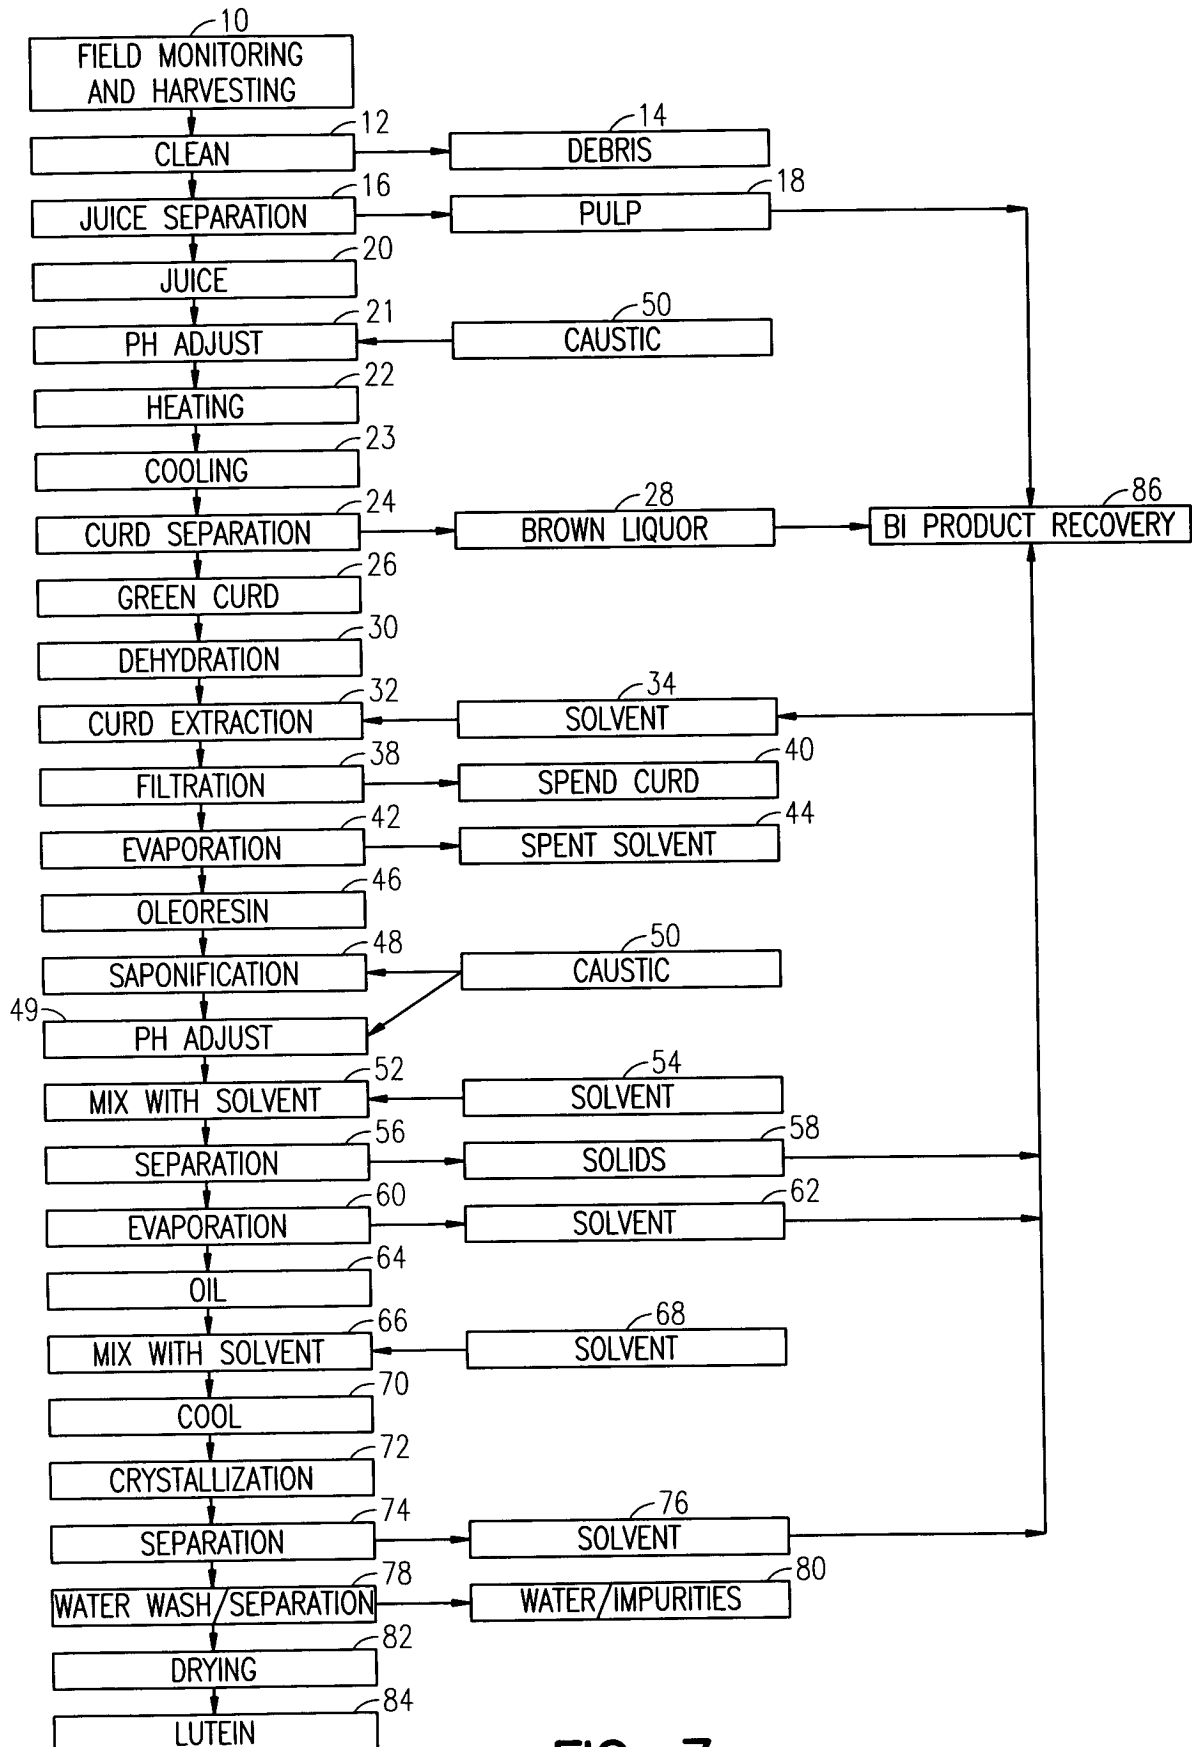 10
FIELD MONITORING
AND HARVESTING
12
CLEAN
14
DEBRIS
16
JUICE SEPARATION
18
PULP
20
JUICE
21
PH ADJUST
50
CAUSTIC
22
HEATING
23
COOLING
24
CURD SEPARATION
28
BROWN LIQUOR
86
BI PRODUCT RECOVERY
26
GREEN CURD
30
DEHYDRATION
32
CURD EXTRACTION
34
SOLVENT
38
FILTRATION
40
SPEND CURD
42
EVAPORATION
44
SPENT SOLVENT
46
OLEORESIN
48
SAPONIFICATION
50
CAUSTIC
49
PH ADJUST
52
MIX WITH SOLVENT
54
SOLVENT
56
SEPARATION
58
SOLIDS
60
EVAPORATION
62
SOLVENT
64
OIL
66
MIX WITH SOLVENT
68
SOLVENT
70
COOL
72
CRYSTALLIZATION
74
SEPARATION
76
SOLVENT
78
WATER WASH/SEPARATION
80
WATER/IMPURITIES
82
DRYING
84
LUTEIN